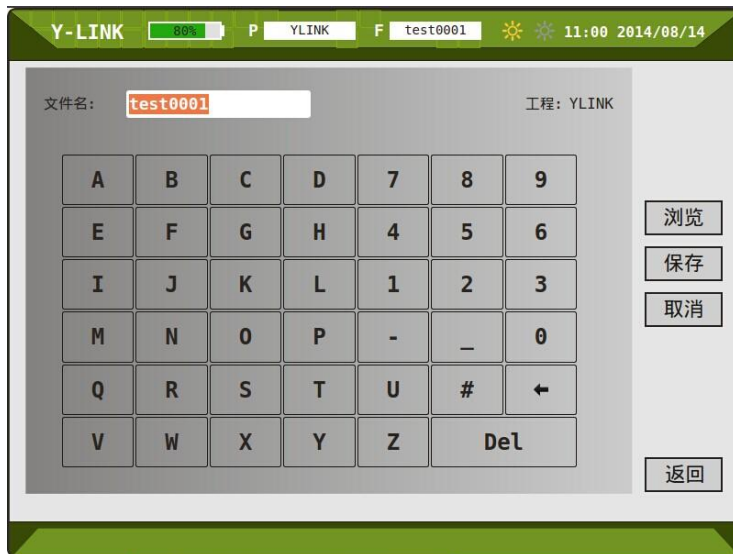 Y-LINK 80% P YLINK F test0001 11:00 2014/08/14
文件名: test0001 工程: YLINK
A B C D 7 8 9
E F G H 4 5 6
I J K L 1 2 3
M N O P - _ 0
Q R S T U # ←
V W X Y Z Del
浏览
保存
取消
返回